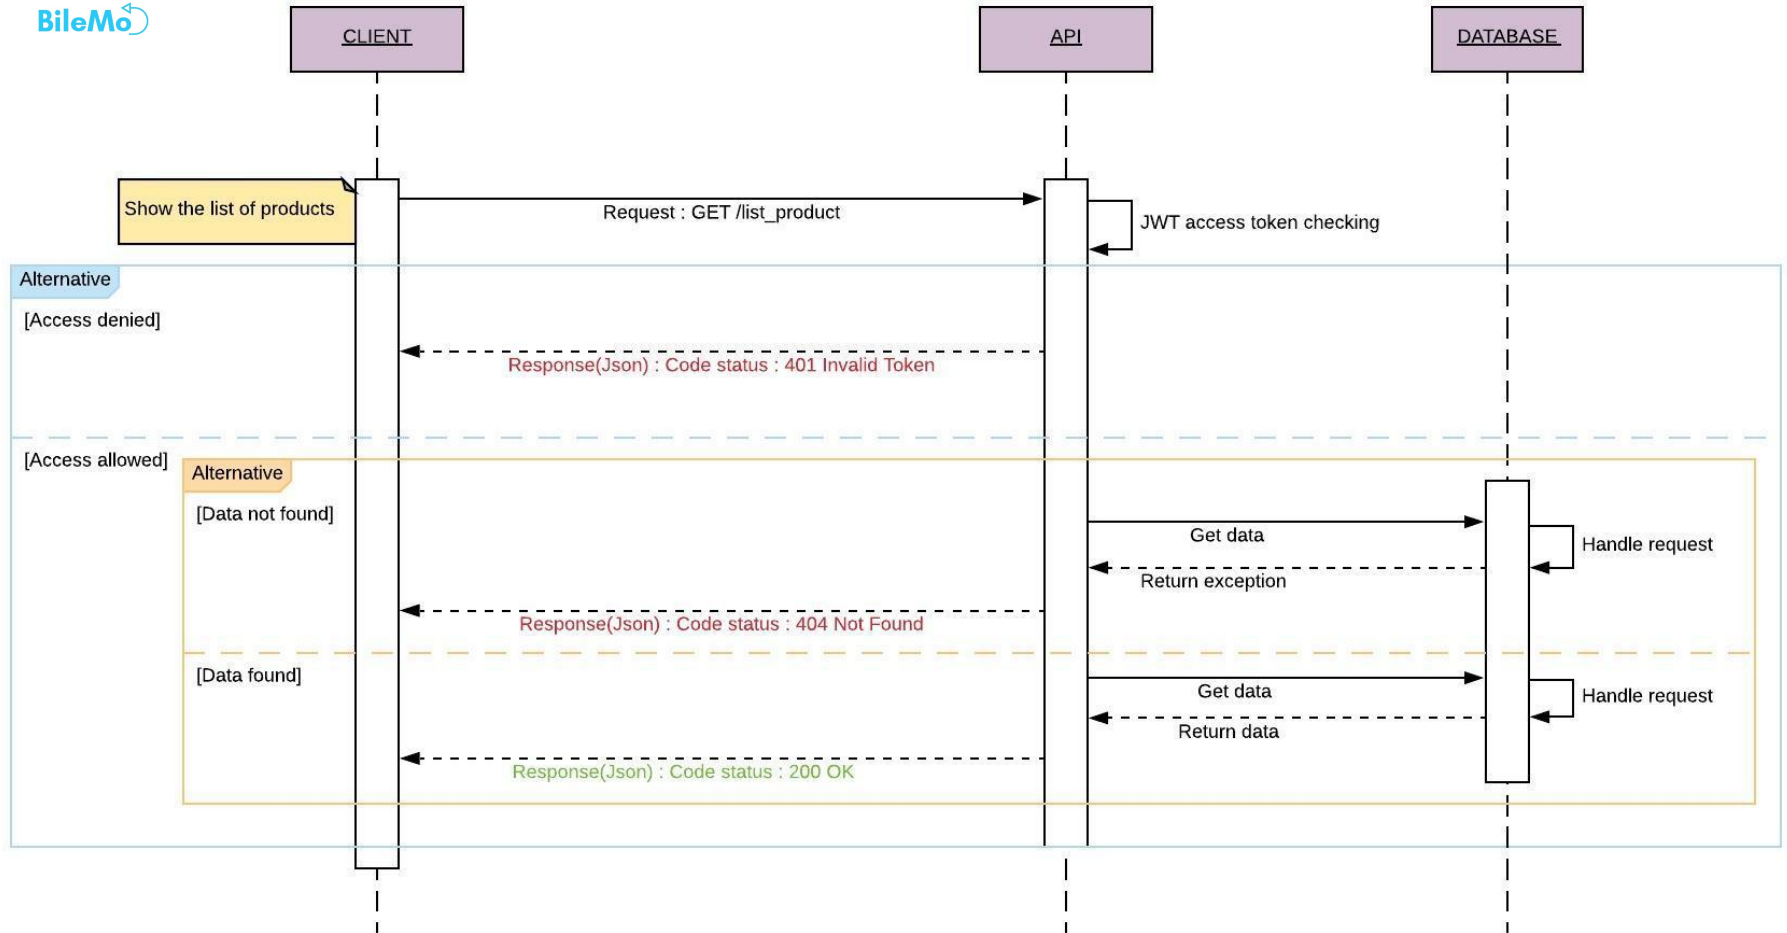 BileMo
CLIENT
API
DATABASE
Show the list of products
Request : GET /list_product
JWT access token checking
Alternative
[Access denied]
Response(Json) : Code status : 401 Invalid Token
[Access allowed]
Alternative
[Data not found]
Get data
Handle request
Return exception
Response(Json) : Code status : 404 Not Found
[Data found]
Get data
Handle request
Return data
Response(Json) : Code status : 200 OK